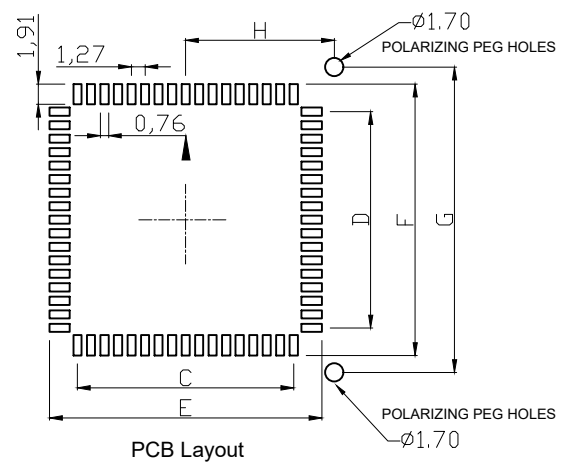 H
Ø1.70
POLARIZING PEG HOLES
1,91
1,27
0,76
D
F
G
C
E
POLARIZING PEG HOLES
Ø1.70
PCB Layout